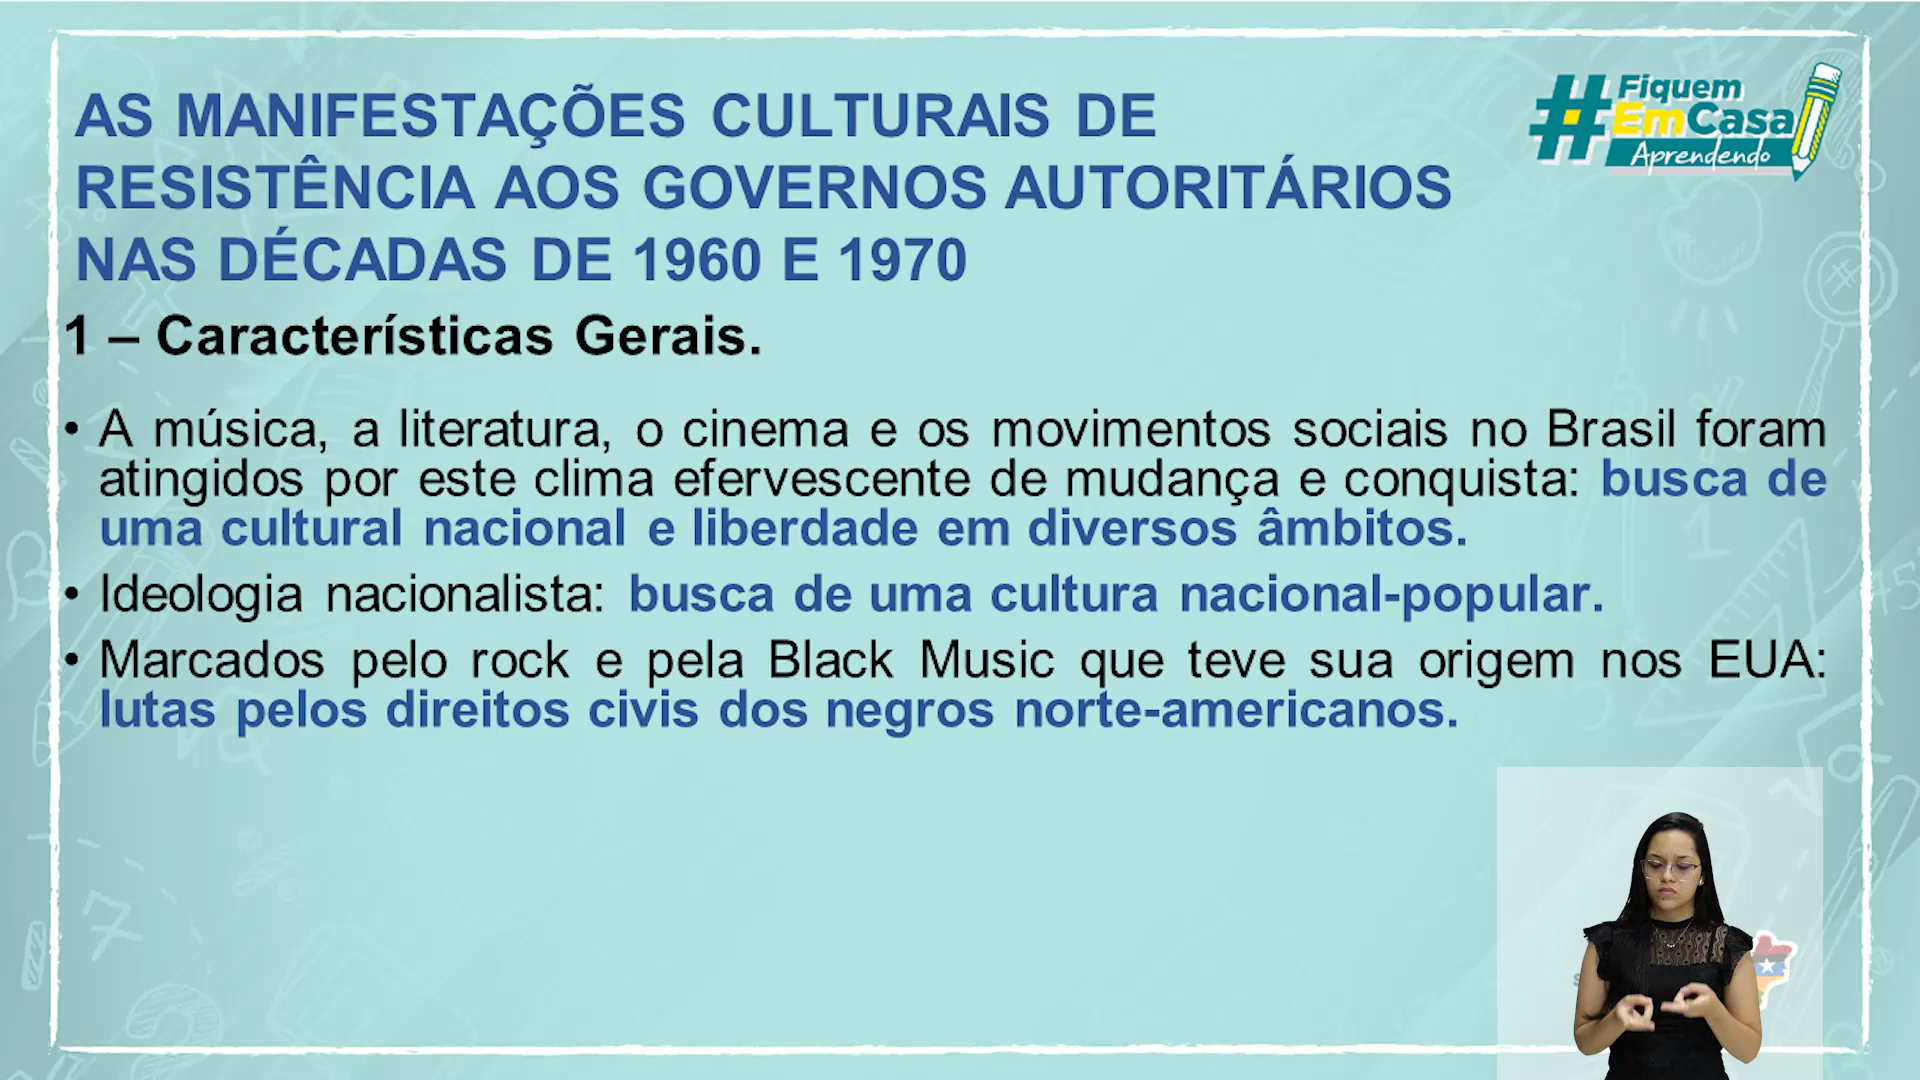 AS MANIFESTAÇÕES CULTURAIS DE
RESISTÊNCIA AOS GOVERNOS AUTORITÁRIOS
NAS DÉCADAS DE 1960 E 1970
#Fiquem
EmCasa
Aprendendo
1 – Características Gerais.
• A música, a literatura, o cinema e os movimentos sociais no Brasil foram
atingidos por este clima efervescente de mudança e conquista: busca de
uma cultural nacional e liberdade em diversos âmbitos.
• Ideologia nacionalista: busca de uma cultura nacional-popular.
• Marcados pelo rock e pela Black Music que teve sua origem nos EUA:
lutas pelos direitos civis dos negros norte-americanos.